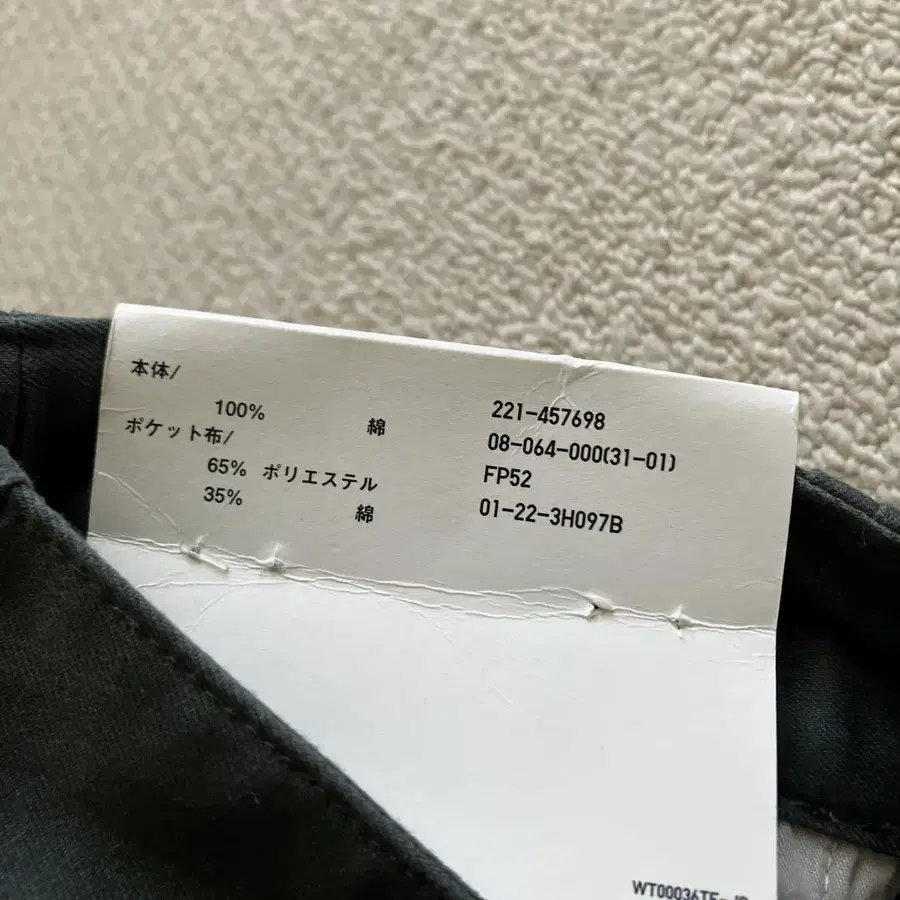 本体/
100% 綿
ポケット布/
65% ポリエステル
35% 綿
221-457698
08-064-000(31-01)
FP52
01-22-3H097B